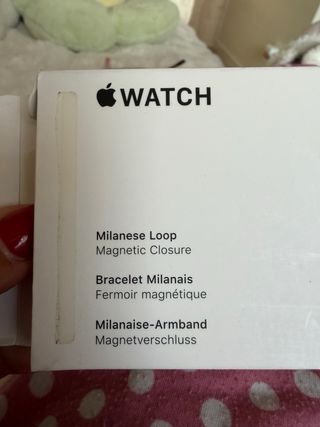 WATCH
Milanese Loop
Magnetic Closure
Bracelet Milanais
Fermoir magnétique
Milanaise-Armband
Magnetverschluss